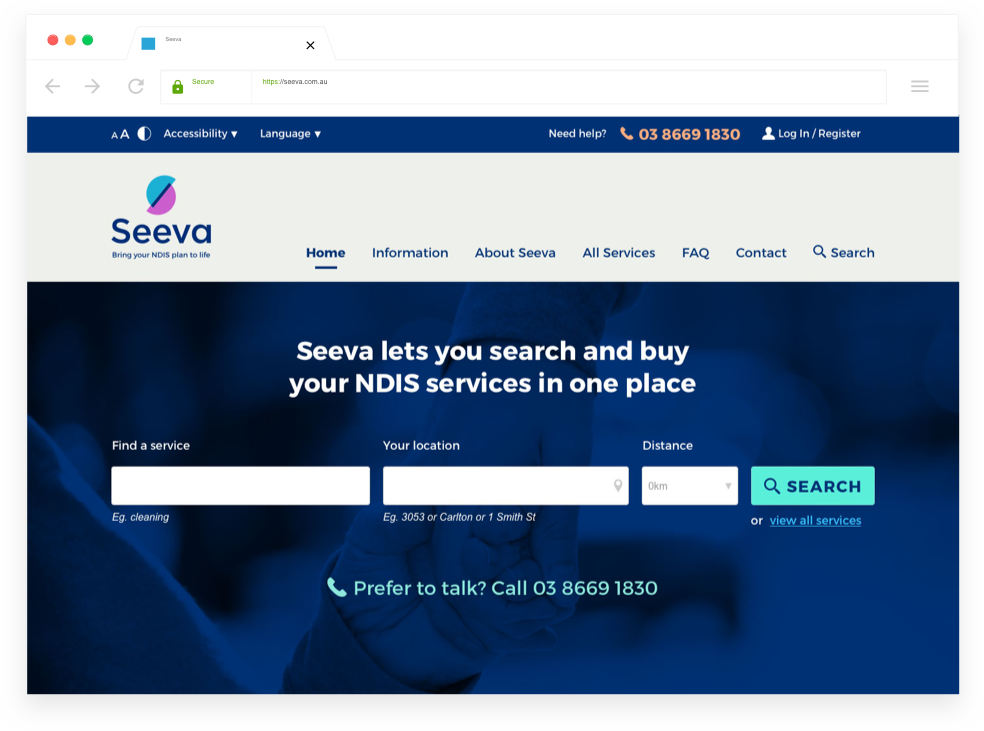 Seeva
Secure
https://seeva.com.au
AA Accessibility ▾ Language ▾ Need help? 03 8669 1830 Log In / Register
Seeva
Bring your NDIS plan to life
Home Information About Seeva All Services FAQ Contact Search
Seeva lets you search and buy
your NDIS services in one place
Find a service Your location Distance
0km SEARCH
Eg. cleaning Eg. 3053 or Carlton or 1 Smith St or view all services
Prefer to talk? Call 03 8669 1830